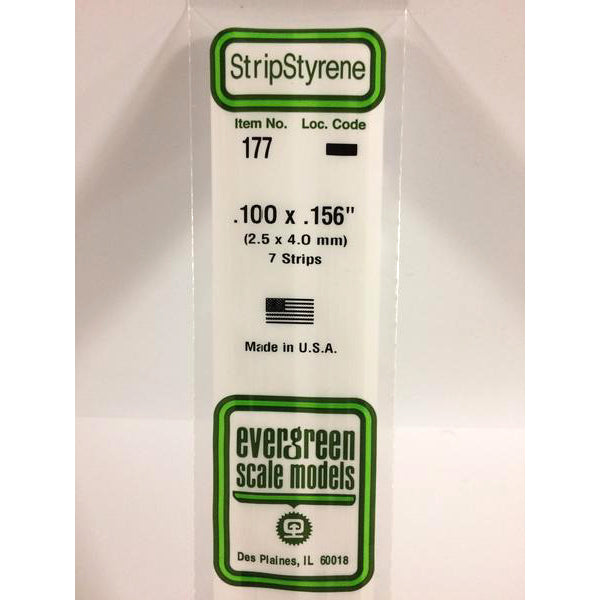 StripStyrene
Item No. Loc. Code
177
.100 x .156"
(2.5 x 4.0 mm)
7 Strips
Made in U.S.A.
evergreen
scale models
Des Plaines, IL 60018